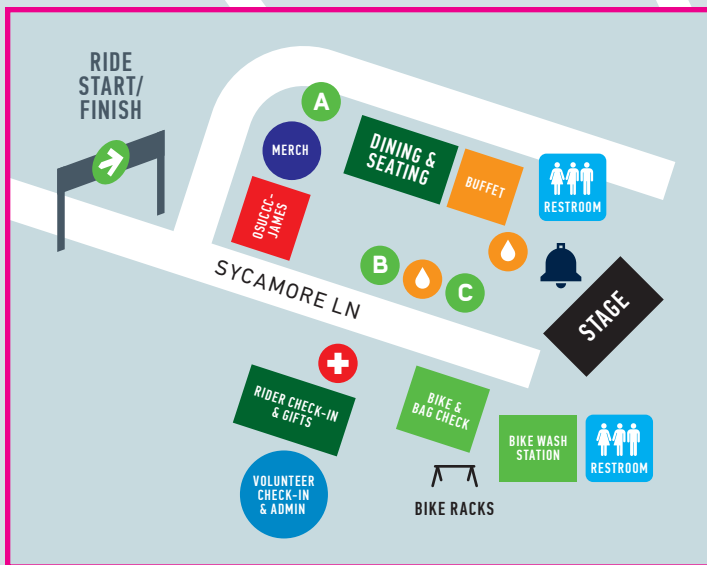 RIDE
START/
FINISH
A
MERCH
DINING &
SEATING
BUFFET
RESTROOM
OSUCCC-
JAMES
B
C
SYCAMORE LN
STAGE
RIDER CHECK-IN
& GIFTS
BIKE &
BAG CHECK
BIKE WASH
STATION
RESTROOM
VOLUNTEER
CHECK-IN
& ADMIN
BIKE RACKS